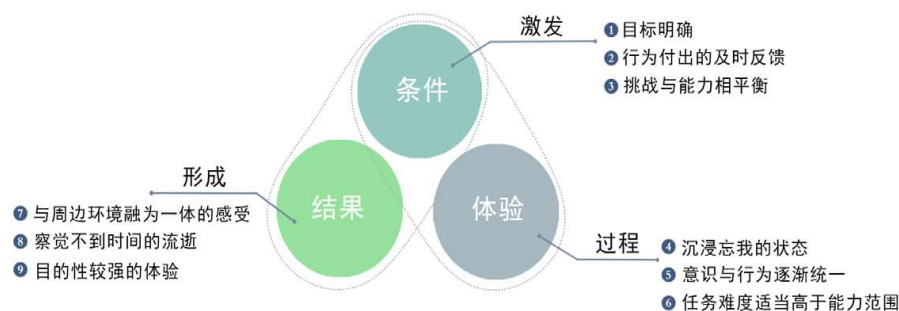 激发
❶目标明确
❷行为付出的及时反馈
❸挑战与能力相平衡
条件
形成
❼与周边环境融为一体的感受
❽察觉不到时间的流逝
❾目的性较强的体验
结果
体验
过程
❹沉浸忘我的状态
❺意识与行为逐渐统一
❻任务难度适当高于能力范围